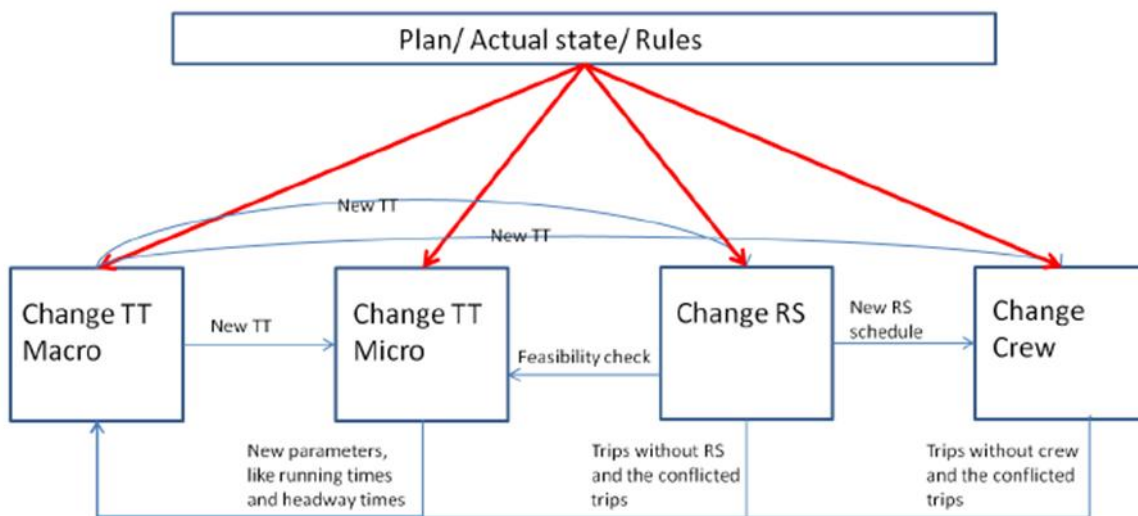 Plan/ Actual state/ Rules
New TT
New TT
Change TT
Macro
New TT
Change TT
Micro
Feasibility check
Change RS
New RS
schedule
Change
Crew
New parameters,
like running times
and headway times
Trips without RS
and the conflicted
trips
Trips without crew
and the conflicted
trips